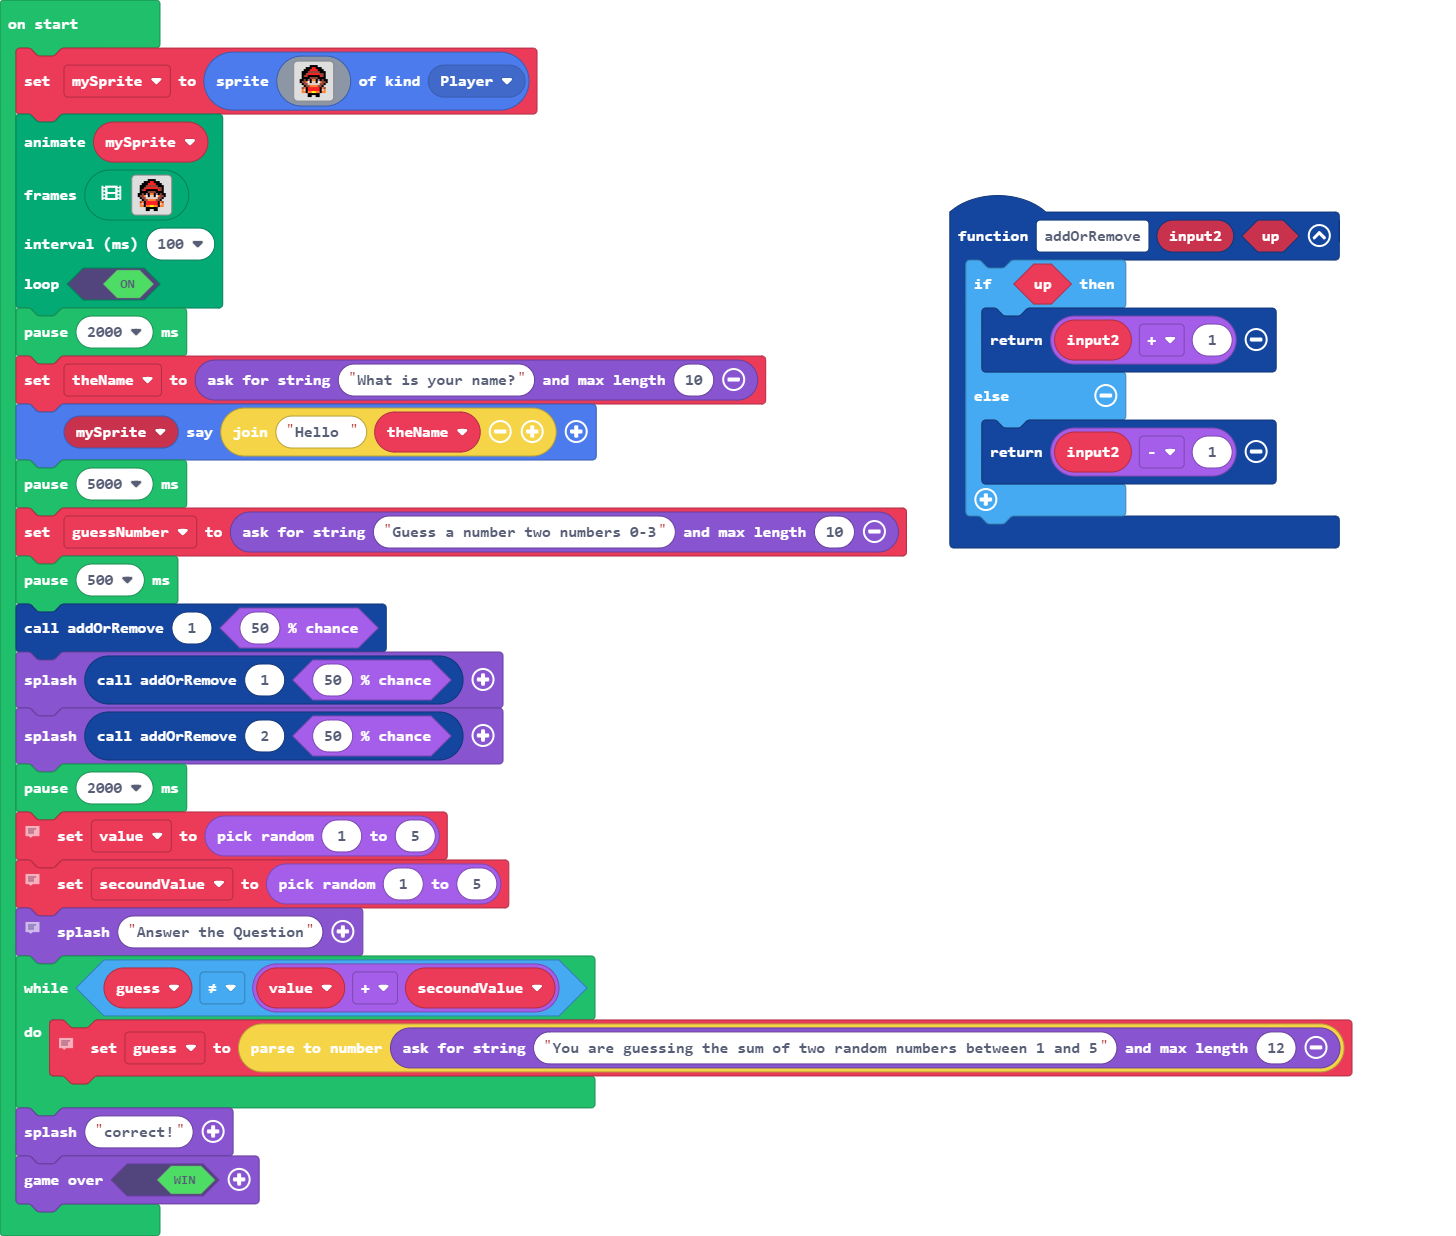 on start
set mySprite to sprite of kind Player
animate mySprite
frames
interval (ms) 100
loop ON
pause 2000 ms
set theName to ask for string "What is your name?" and max length 10
mySprite say join "Hello " theName
pause 5000 ms
set guessNumber to ask for string "Guess a number two numbers 0-3" and max length 10
pause 500 ms
call addOrRemove 1 50 % chance
splash call addOrRemove 1 50 % chance
splash call addOrRemove 2 50 % chance
pause 2000 ms
set value to pick random 1 to 5
set secoundValue to pick random 1 to 5
splash "Answer the Question"
while guess ≠ value + secoundValue
do
set guess to parse to number ask for string "You are guessing the sum of two random numbers between 1 and 5" and max length 12
splash "correct!"
game over WIN
function addOrRemove input2 up
if up then
return input2 + 1
else
return input2 - 1